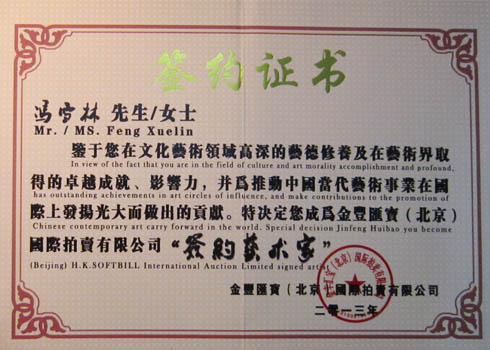 签约证书
冯雪林 先生/女士
Mr. / MS. Feng Xuelin
鉴于您在文化藝術領域高深的藝德修養及在藝術界取
In view of the fact that you are in the field of culture and art morality accomplishment and profound,
得的卓越成就、影響力，并爲推動中國當代藝術事業在國
has outstanding achievements in art circles of influence, and make contributions to the promotion of
際上發揚光大而做出的貢獻。特決定您成爲金豐匯寶（北京）
Chinese contemporary art carry forward in the world. Special decision Jinfeng Huibao you become
國際拍賣有限公司“签約藝术家”
(Beijing) H.K.SOFTBILL International Auction Limited signed arts
金豐匯寶（北京）國際拍賣有限公司
二零一三年